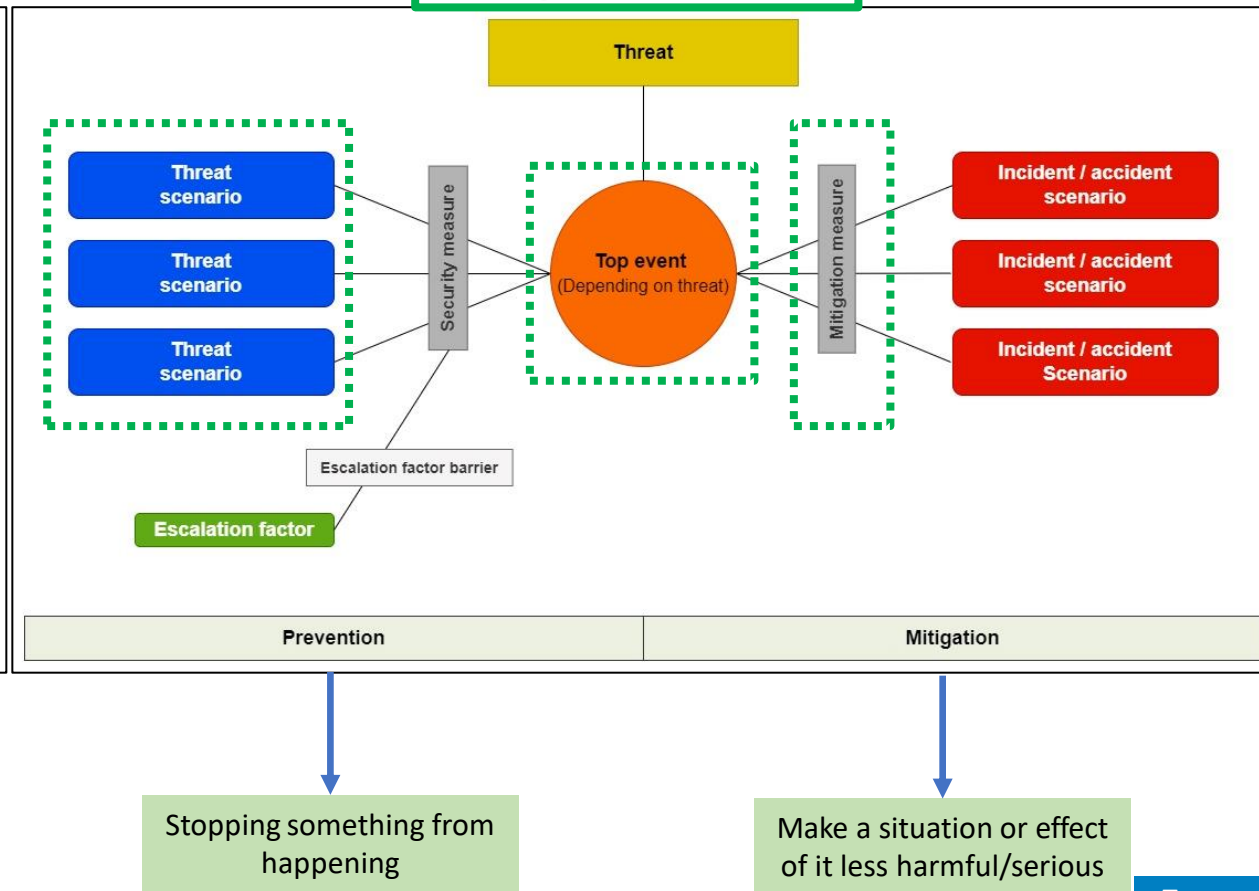 Threat
Threat
scenario
Threat
scenario
Threat
scenario
Security measure
Top event
(Depending on threat)
Mitigation measure
Incident / accident
scenario
Incident / accident
scenario
Incident / accident
Scenario
Escalation factor barrier
Escalation factor
Prevention
Mitigation
Stopping something from
happening
Make a situation or effect
of it less harmful/serious